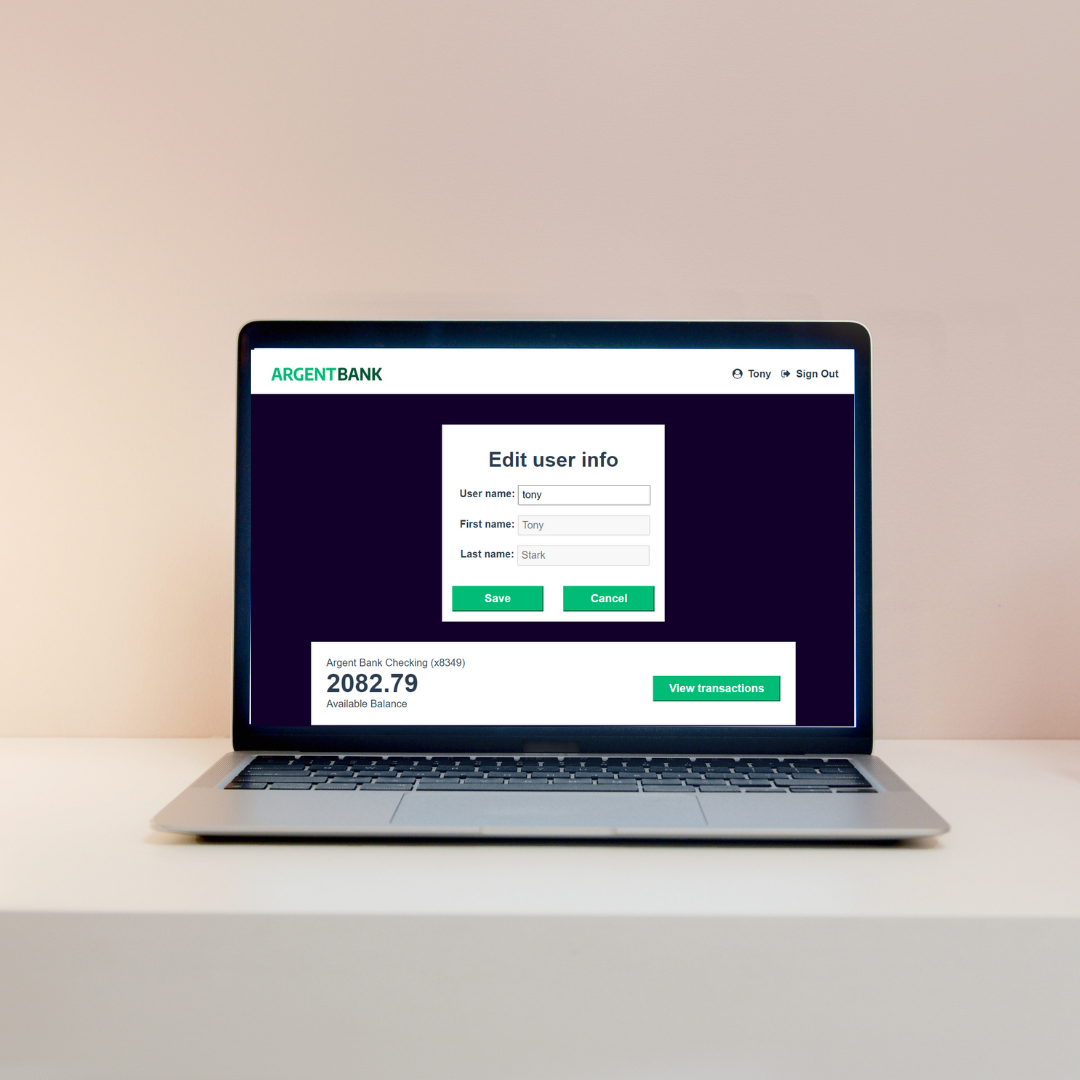 ARGENTBANK
Tony Sign Out
Edit user info
User name: tony
First name: Tony
Last name: Stark
Save Cancel
Argent Bank Checking (x8349)
2082.79
Available Balance
View transactions